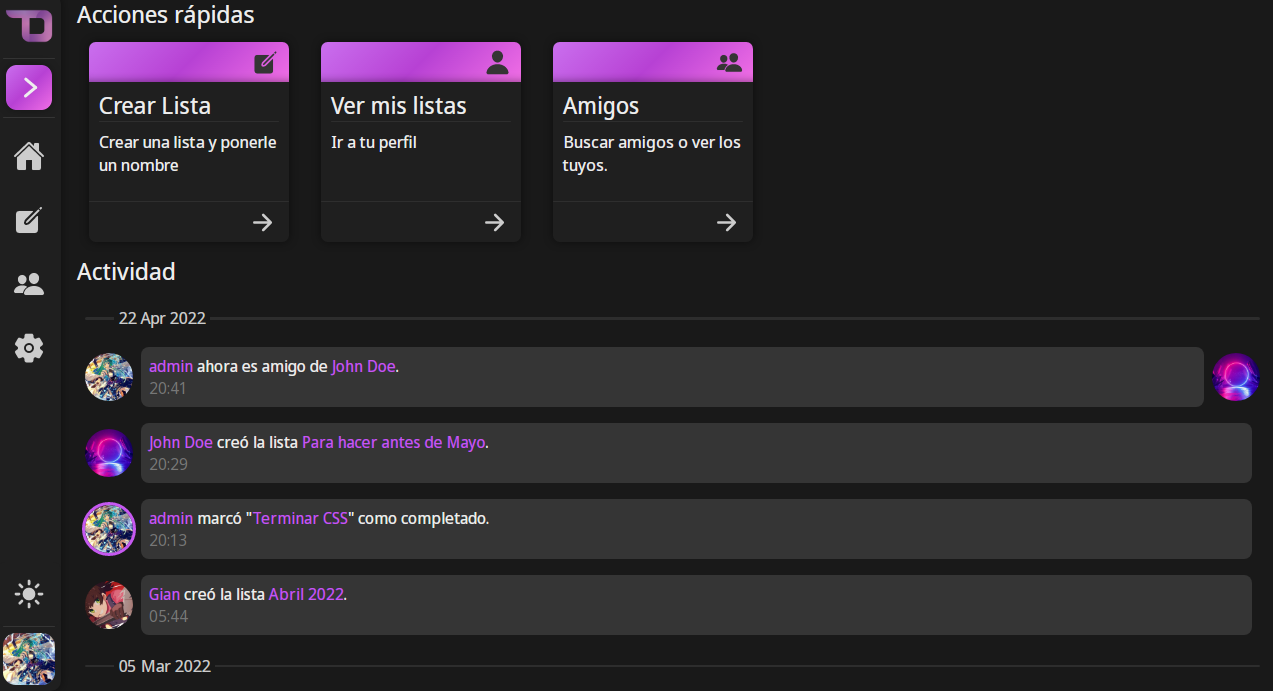 TD
Acciones rápidas
Crear Lista
Crear una lista y ponerle
un nombre
Ver mis listas
Ir a tu perfil
Amigos
Buscar amigos o ver los
tuyos.
Actividad
22 Apr 2022
admin ahora es amigo de John Doe.
20:41
John Doe creó la lista Para hacer antes de Mayo.
20:29
admin marcó "Terminar CSS" como completado.
20:13
Gian creó la lista Abril 2022.
05:44
05 Mar 2022